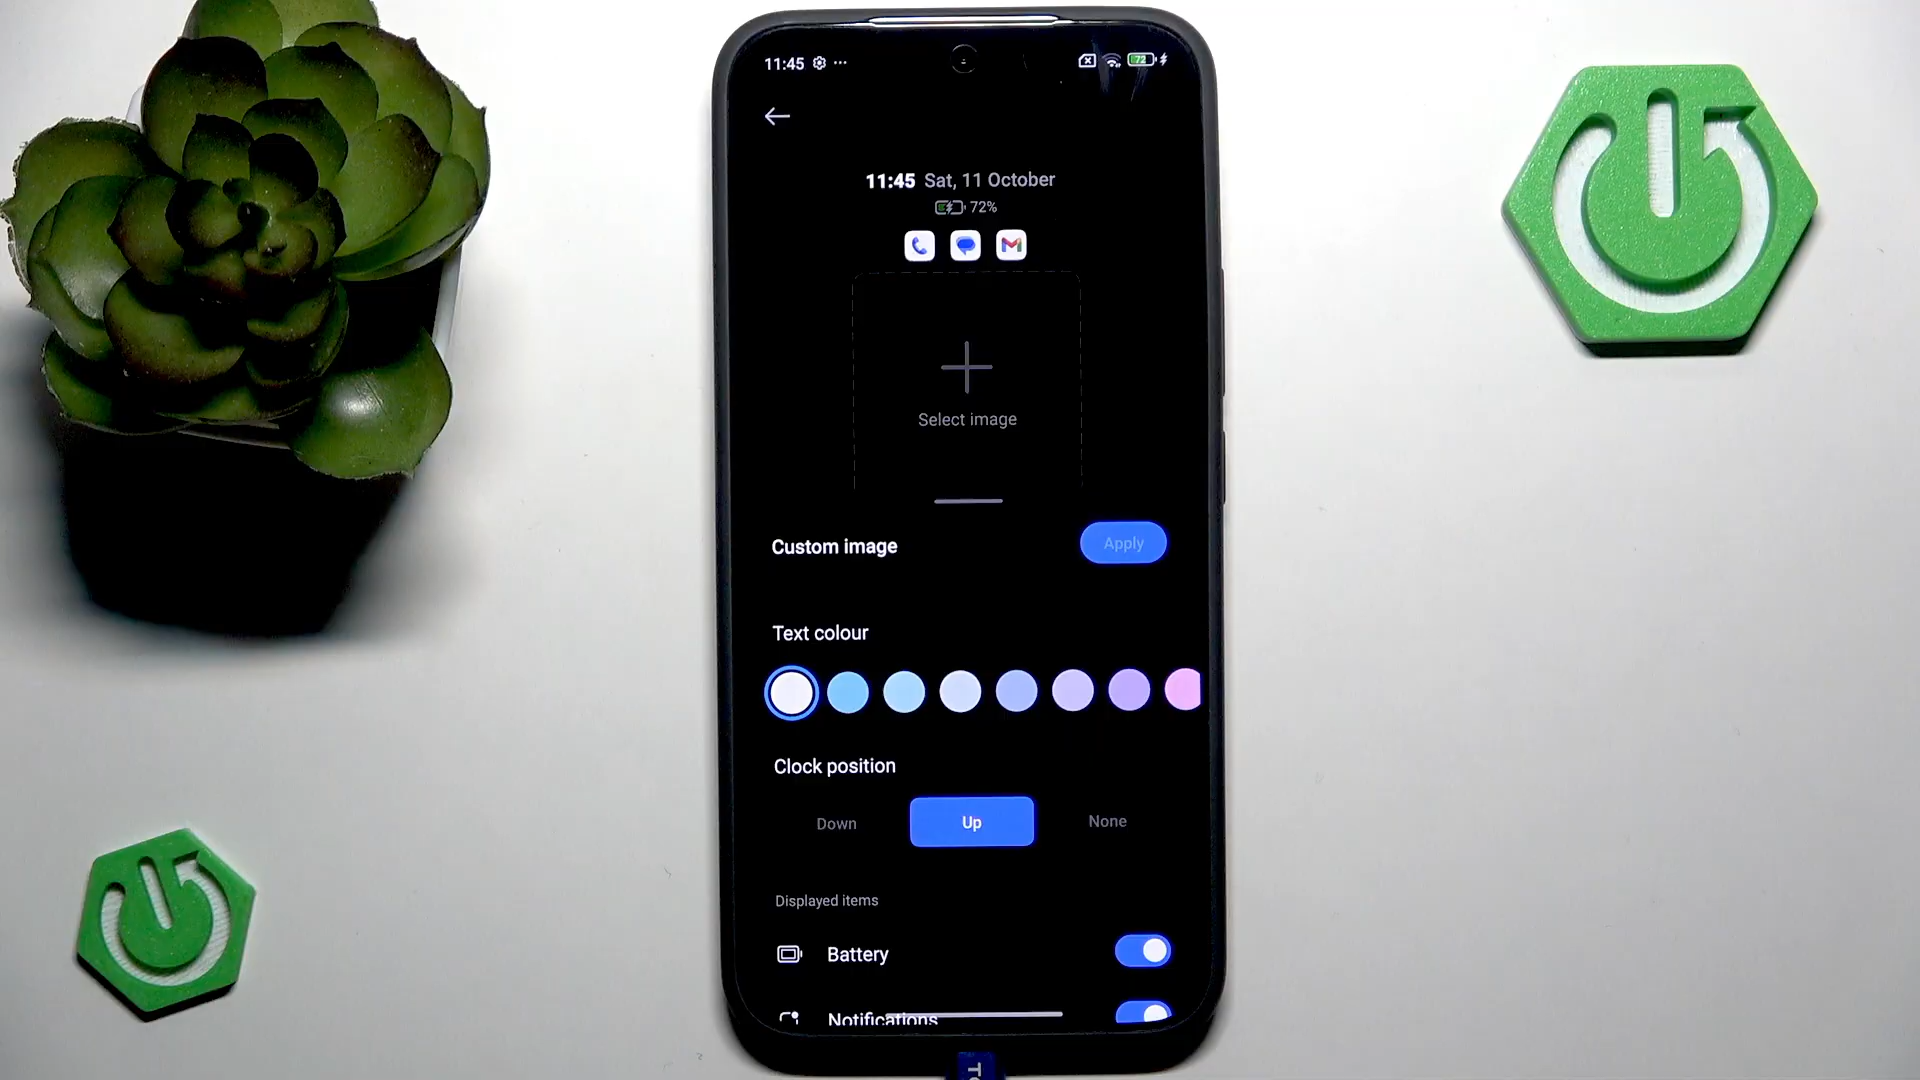 11:45
72
11:45 Sat, 11 October
72%
Select image
Custom image
Apply
Text colour
Clock position
Down
Up
None
Displayed items
Battery
Notifications